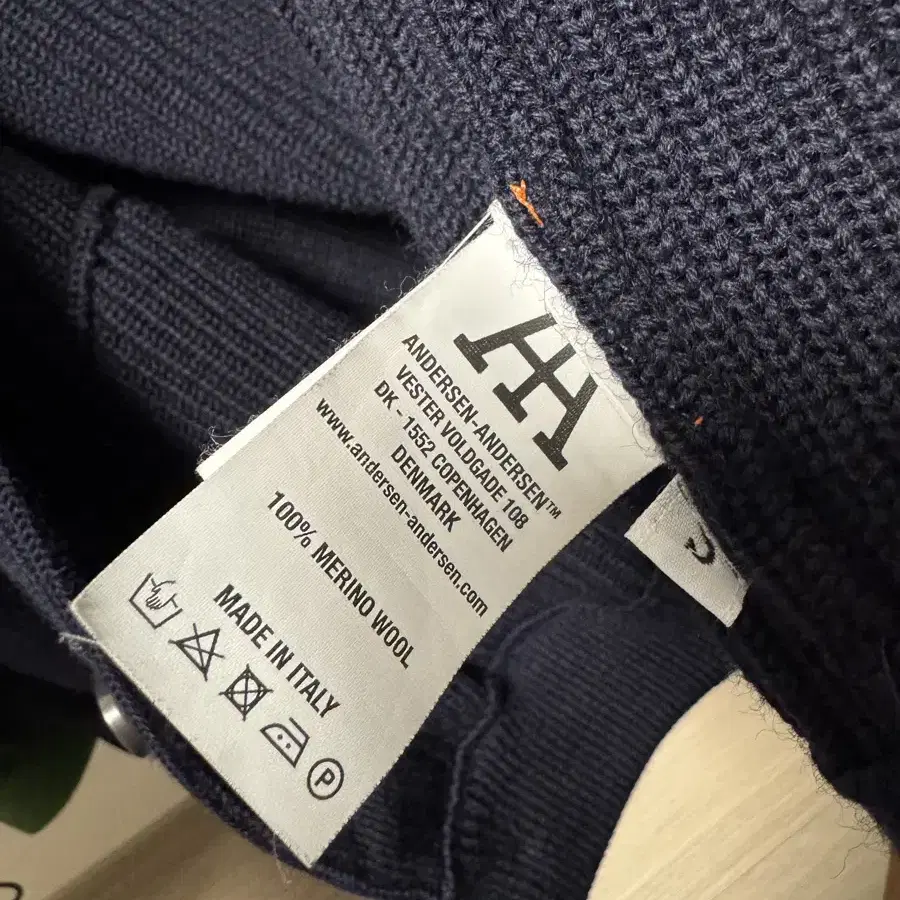 ANDERSEN-ANDERSEN™
VESTER VOLDGADE 108
DK - 1552 COPENHAGEN
DENMARK
www.andersen-andersen.com
100% MERINO WOOL
MADE IN ITALY
P